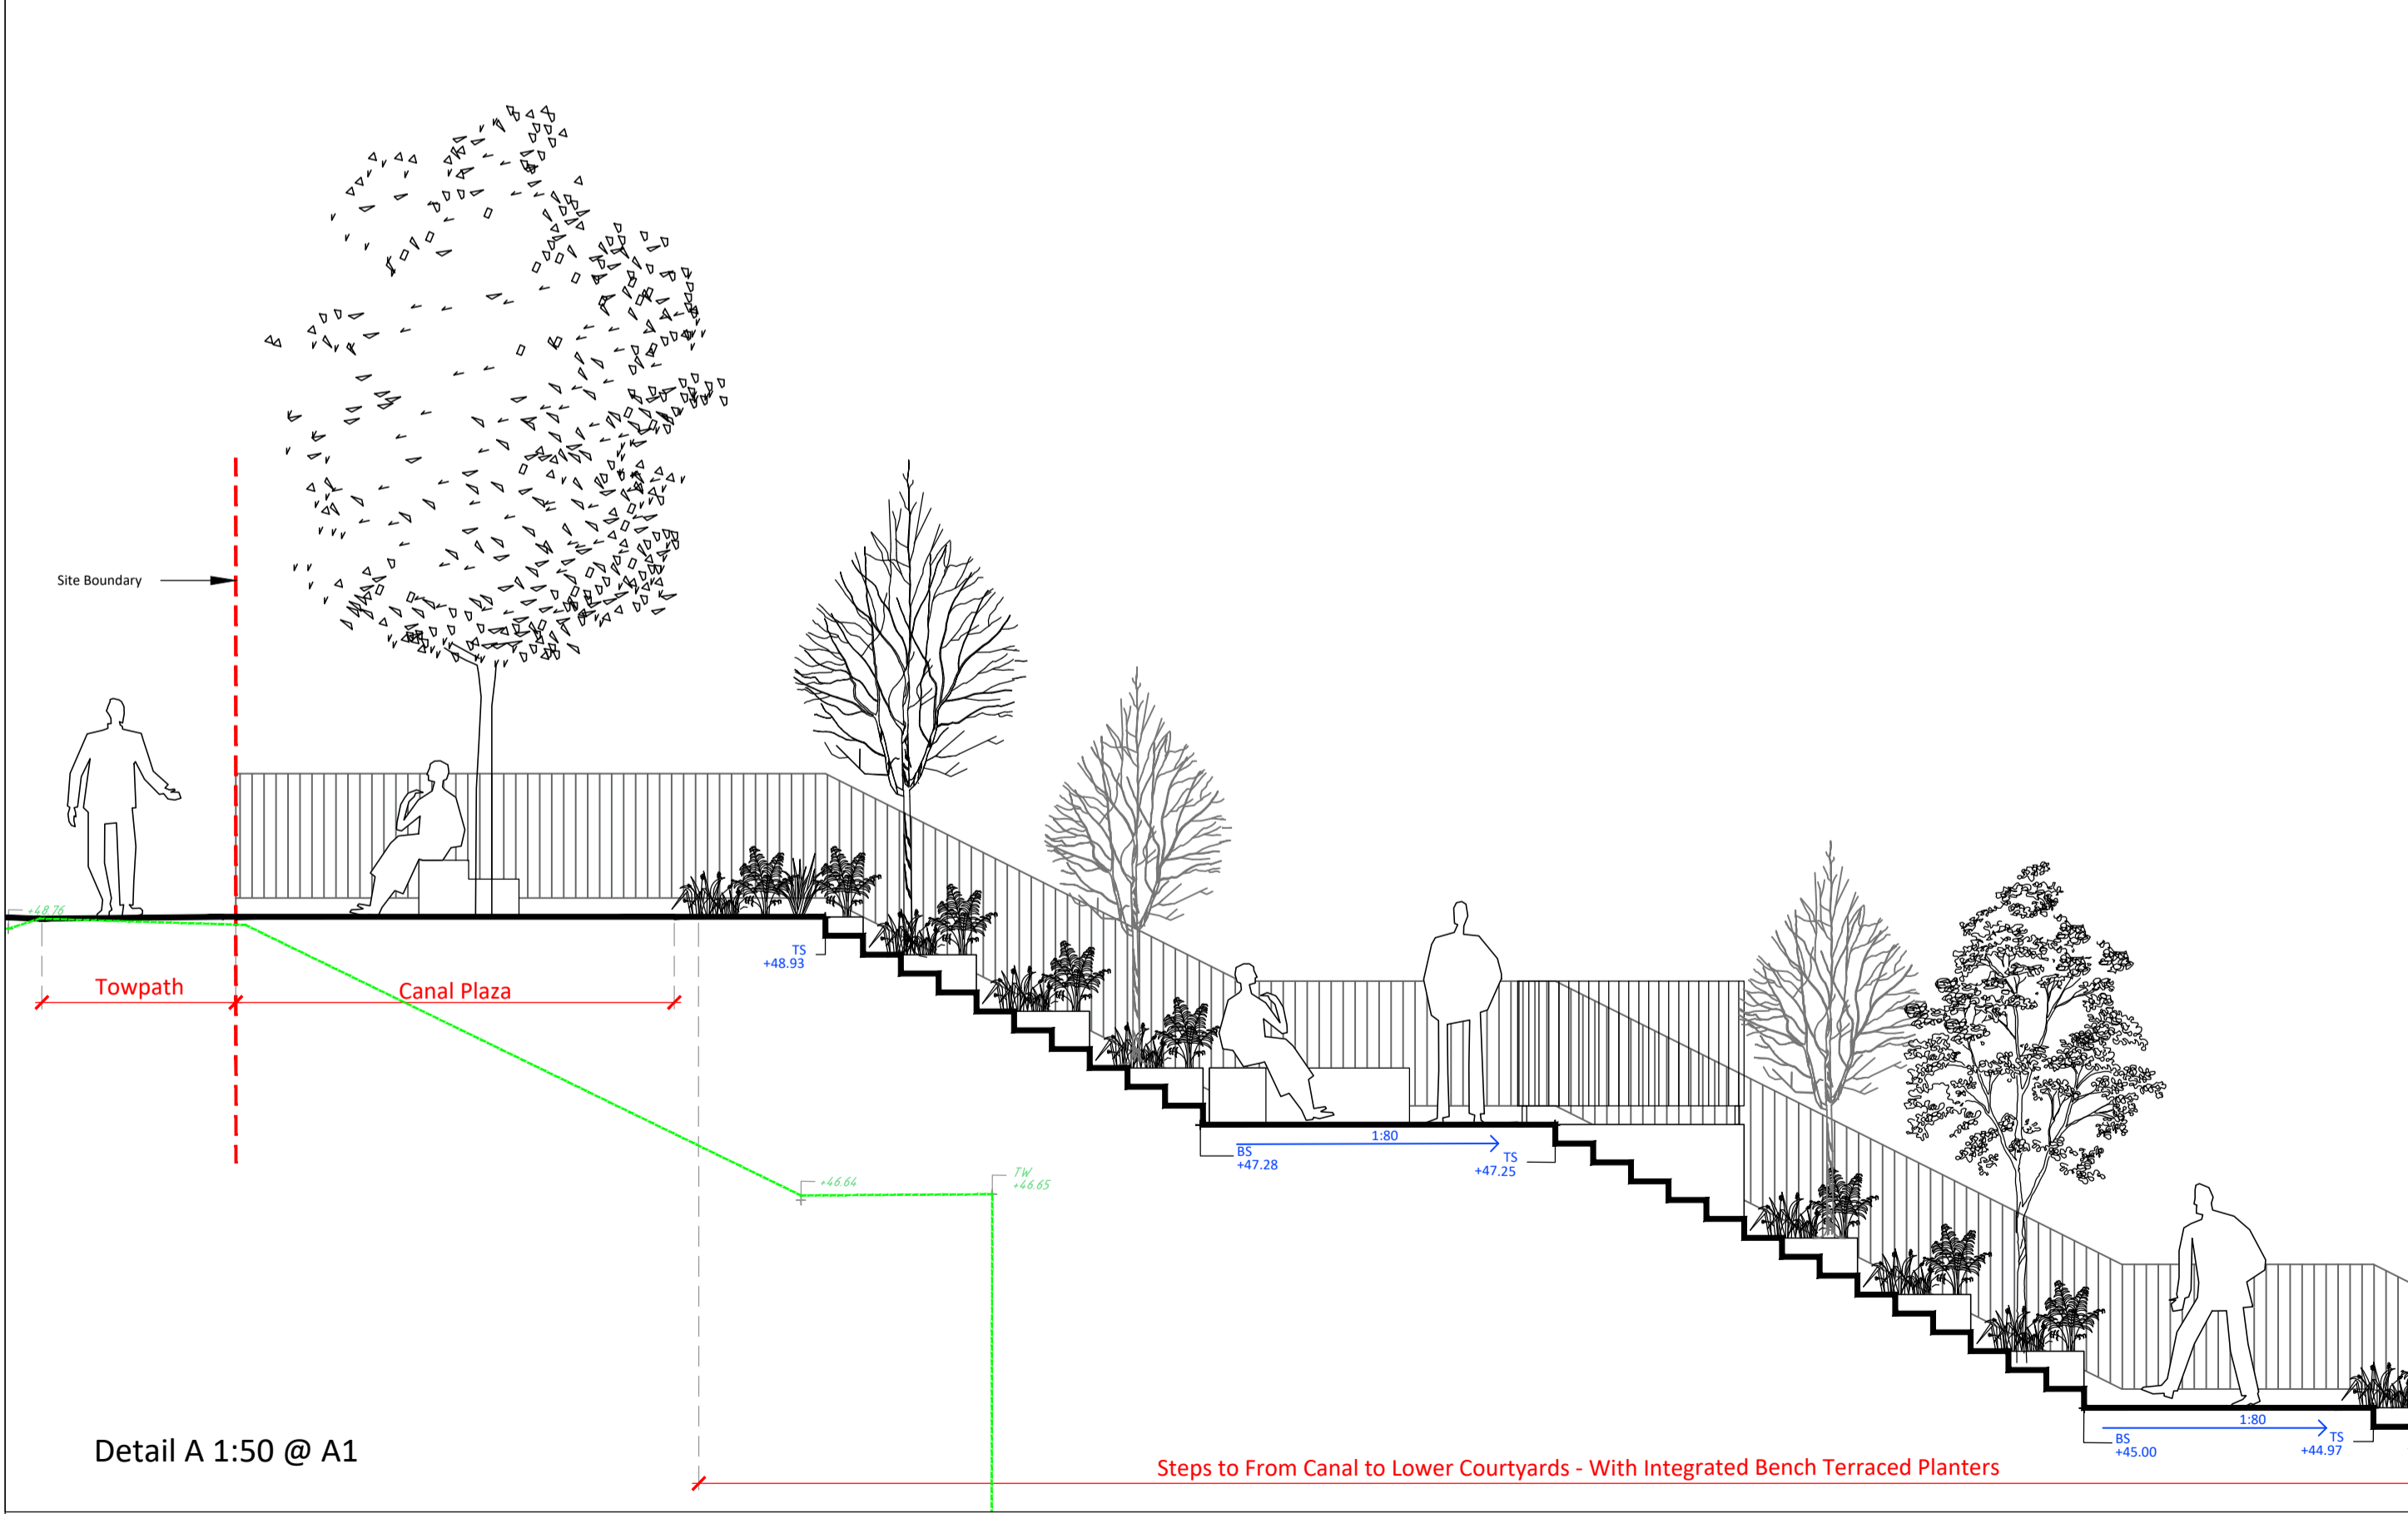 Site Boundary
+48.76
Towpath
Canal Plaza
TS
+48.93
+46.64
TW
+46.65
BS
+47.28
1:80
TS
+47.25
BS
+45.00
1:80
TS
+44.97
Detail A 1:50 @ A1
Steps to From Canal to Lower Courtyards - With Integrated Bench Terraced Planters